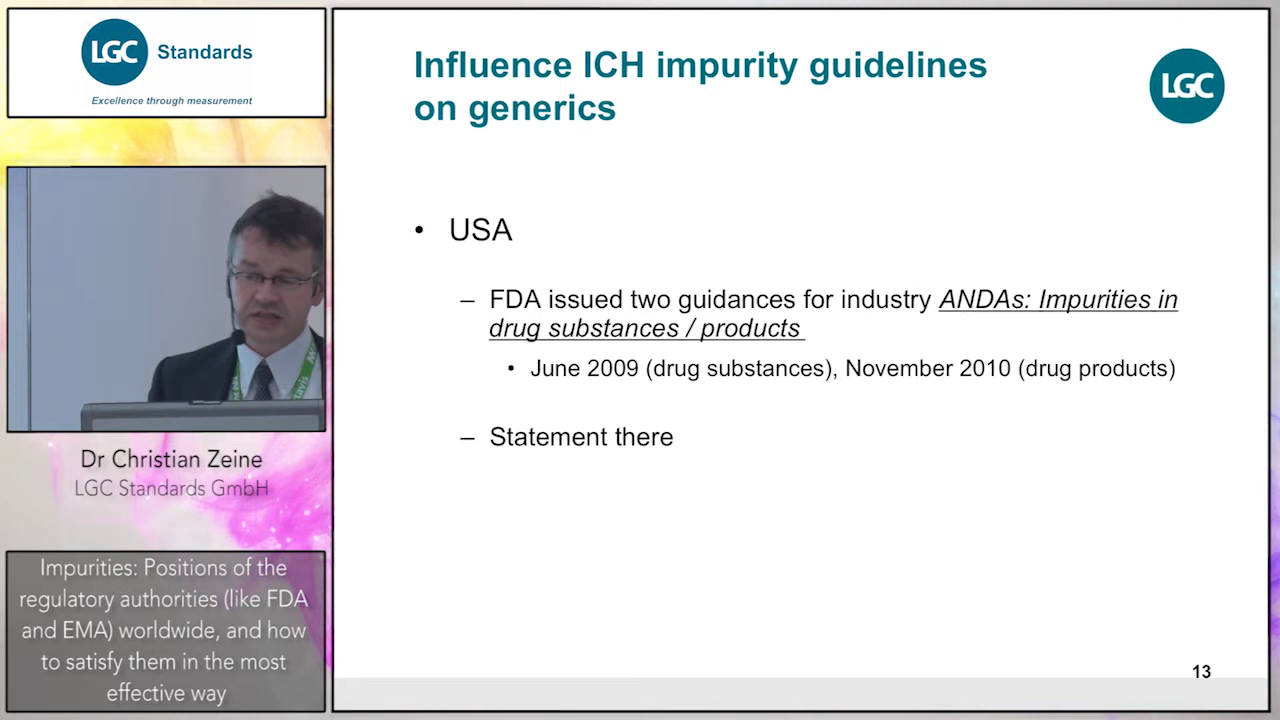 LGC Standards
Excellence through measurement
Dr Christian Zeine
LGC Standards GmbH
Impurities: Positions of the
regulatory authorities (like FDA
and EMA) worldwide, and how
to satisfy them in the most
effective way
Influence ICH impurity guidelines
on generics
LGC
• USA
– FDA issued two guidances for industry ANDAs: Impurities in
drug substances / products
• June 2009 (drug substances), November 2010 (drug products)
– Statement there
13